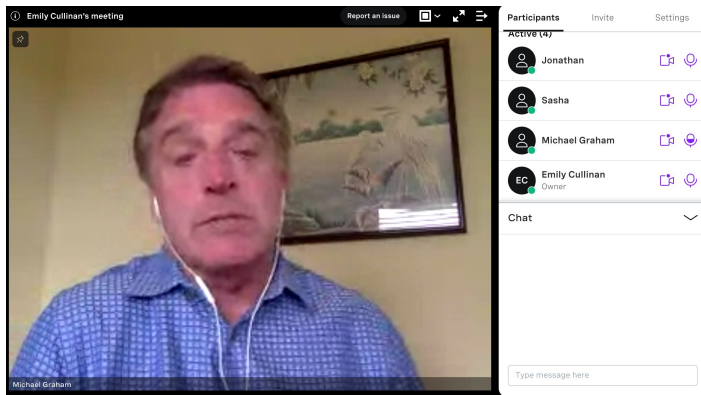 Emily Cullinan's meeting
Report an issue
Michael Graham
Participants
Invite
Settings
Active (4)
Jonathan
Sasha
Michael Graham
EC
Emily Cullinan
Owner
Chat
Type message here